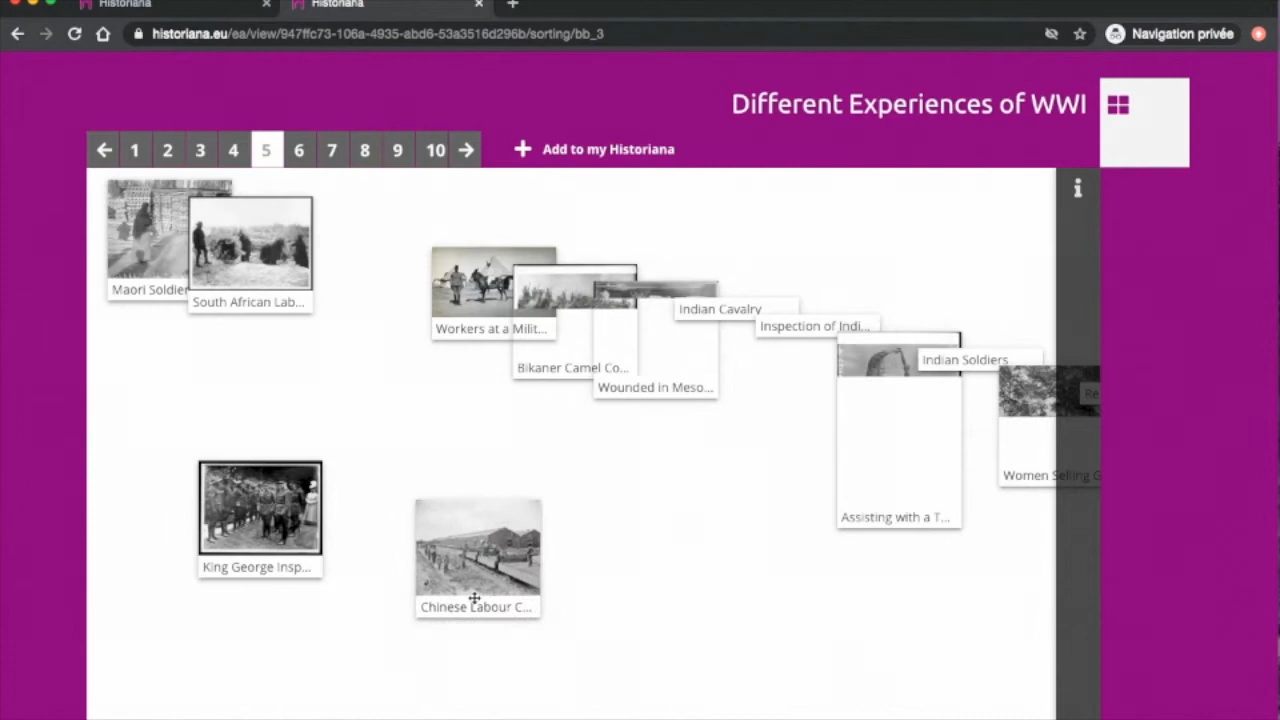 Historiana
Historiana
historiana.eu/ea/view/947ffc73-106a-4935-abd6-53a3516d296b/sorting/bb_3
Navigation privée
Different Experiences of WWI
1 2 3 4 5 6 7 8 9 10
Add to my Historiana
Maori Soldier
South African Lab...
Workers at a Milit...
Bikaner Camel Co...
Wounded in Meso...
Indian Cavalry
Inspection of Indi...
Indian Soldiers
Re
Women Selling G
Assisting with a T...
King George Insp...
Chinese Labour C...